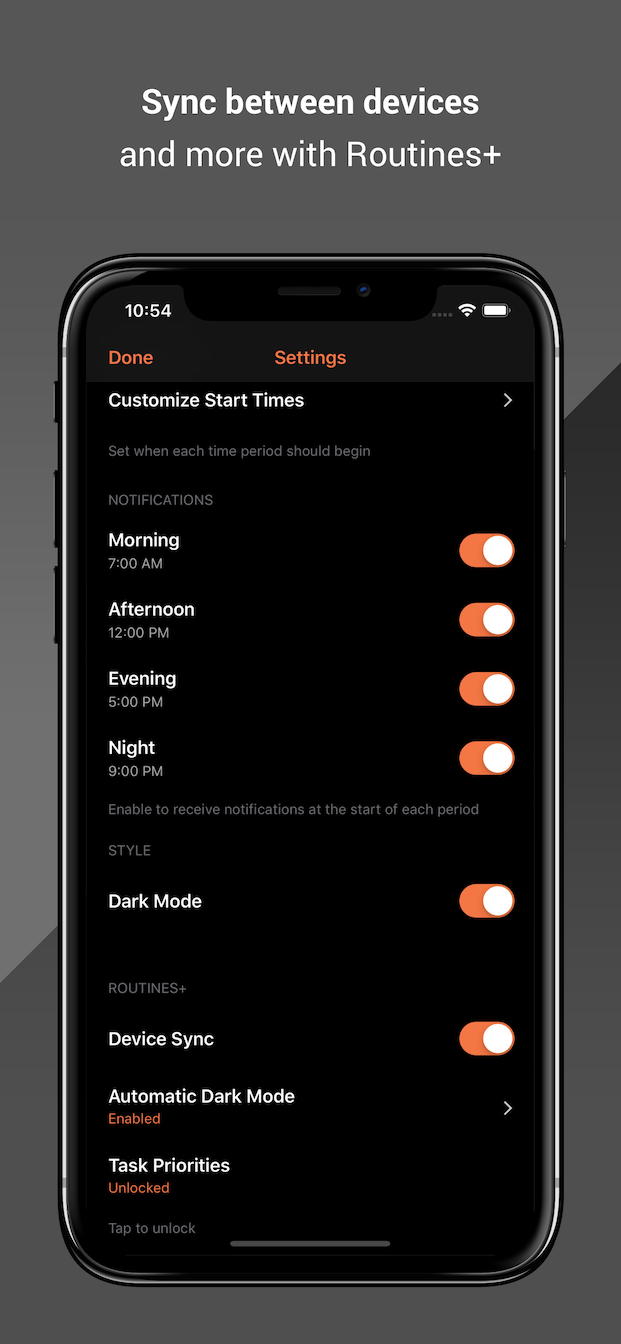 Sync between devices
and more with Routines+
10:54
Done
Settings
Customize Start Times
Set when each time period should begin
NOTIFICATIONS
Morning
7:00 AM
Afternoon
12:00 PM
Evening
5:00 PM
Night
9:00 PM
Enable to receive notifications at the start of each period
STYLE
Dark Mode
ROUTINES+
Device Sync
Automatic Dark Mode
Enabled
Task Priorities
Unlocked
Tap to unlock